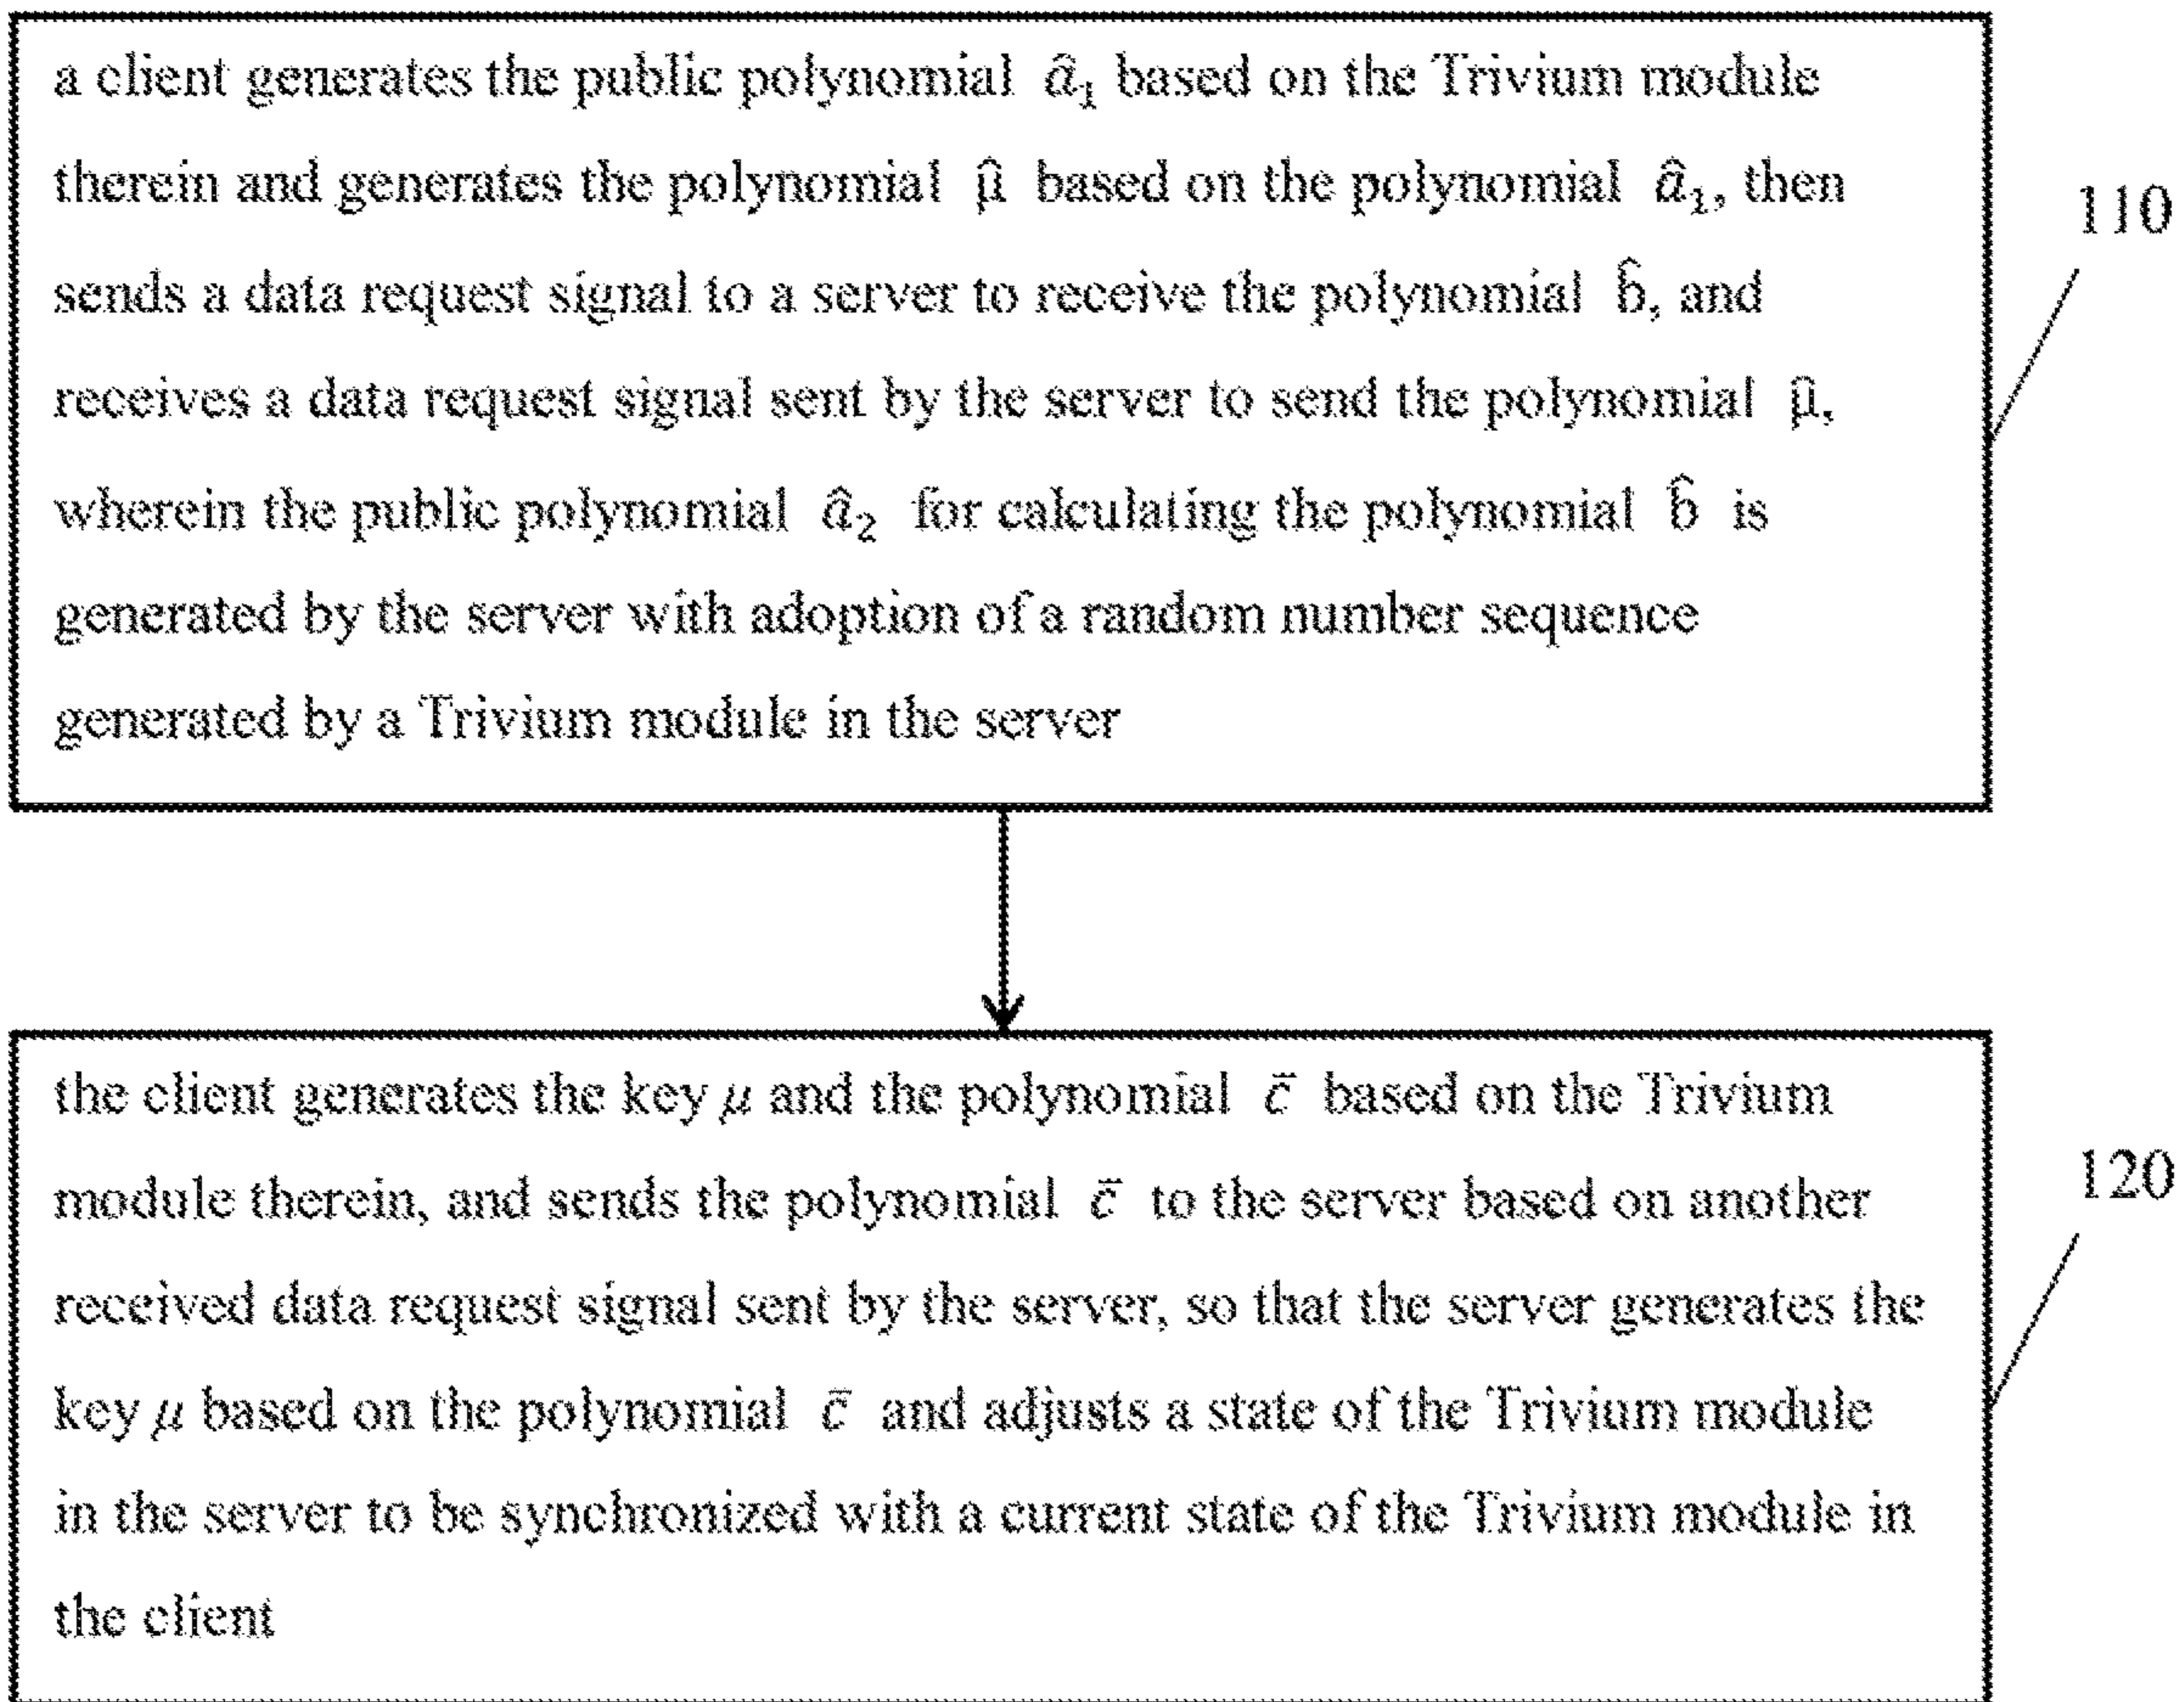 a client generates the public polynomial â₁ based on the Trivium module
therein and generates the polynomial μ̂ based on the polynomial â₁, then
sends a data request signal to a server to receive the polynomial b̂, and
receives a data request signal sent by the server to send the polynomial μ̂,
wherein the public polynomial â₂ for calculating the polynomial b̂ is
generated by the server with adoption of a random number sequence
generated by a Trivium module in the server
110
the client generates the key μ and the polynomial c̄ based on the Trivium
module therein, and sends the polynomial c̄ to the server based on another
received data request signal sent by the server, so that the server generates the
key μ based on the polynomial c̄ and adjusts a state of the Trivium module
in the server to be synchronized with a current state of the Trivium module in
the client
120